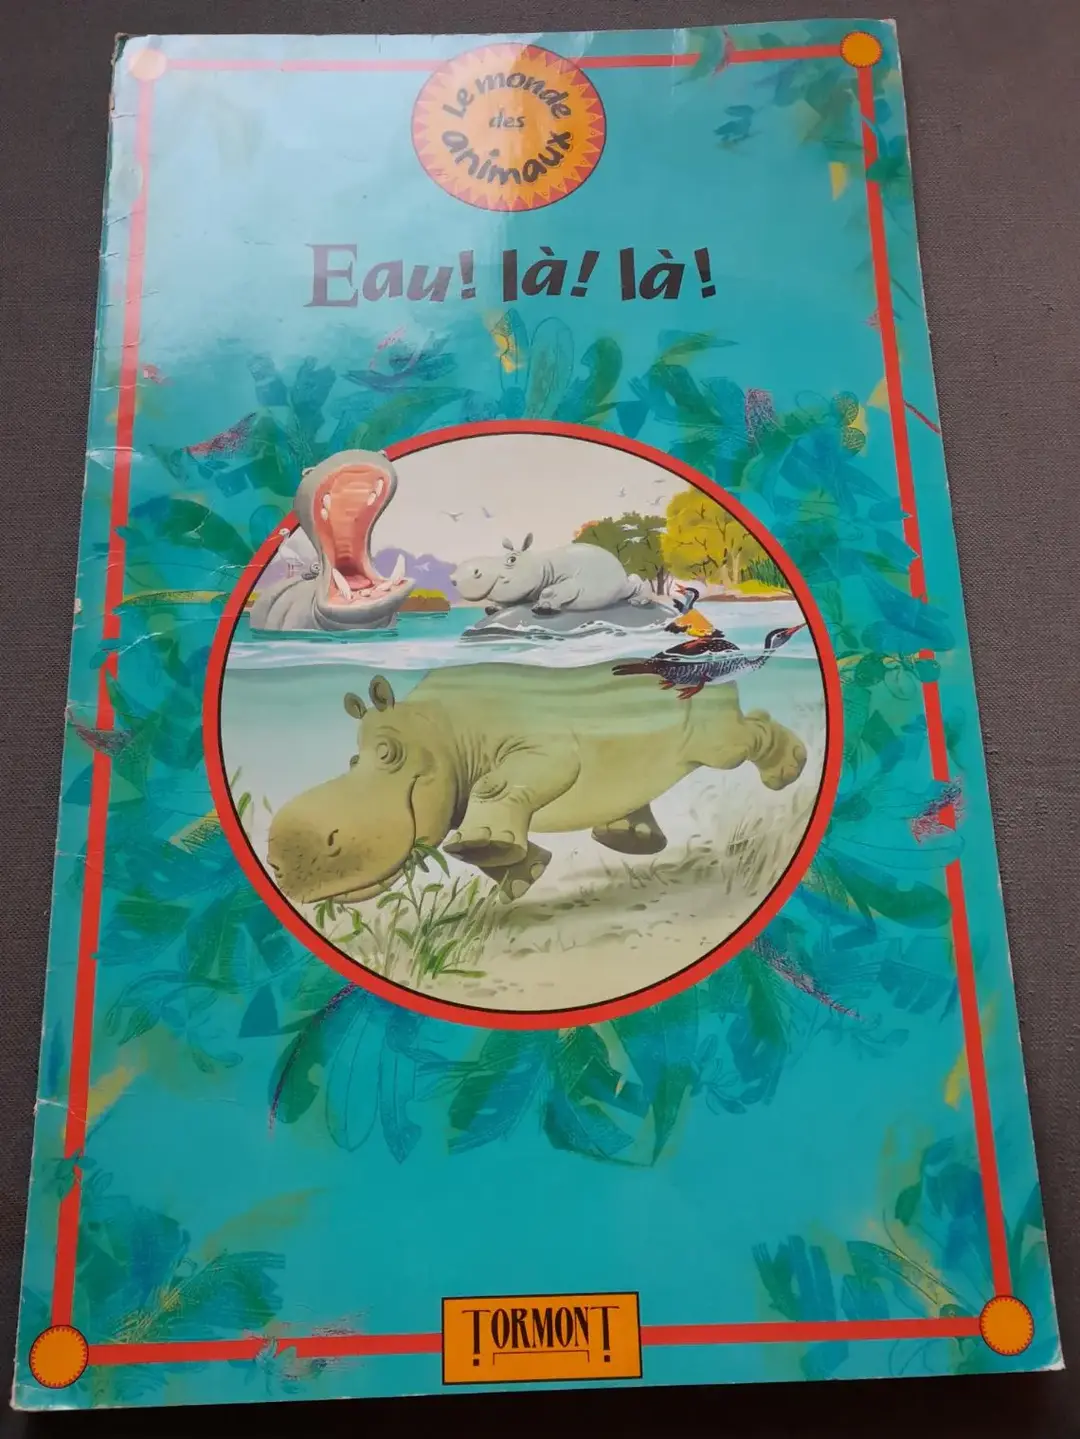 Le monde
des
animaux
Eau! là! là!
TORMONT